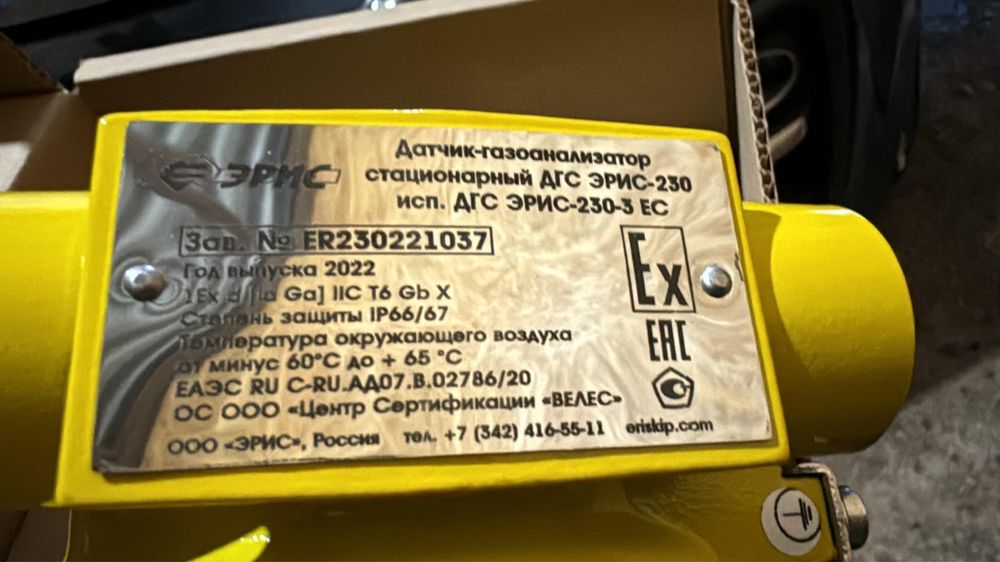 ЭРИС
Датчик-газоанализатор
стационарный ДГС ЭРИС-230
исп. ДГС ЭРИС-230-3 ЕС
Зав. № ER230221037
Год выпуска 2022
1Ex d [ia Ga] IIC T6 Gb X
Степень защиты IP66/67
Температура окружающего воздуха
от минус 60°С до + 65 °С
ЕАЭС RU C-RU.АД07.В.02786/20
ОС ООО «Центр Сертификации «ВЕЛЕС»
ООО «ЭРИС», Россия тел. +7 (342) 416-55-11 eriskip.com
Ex
ЕАС